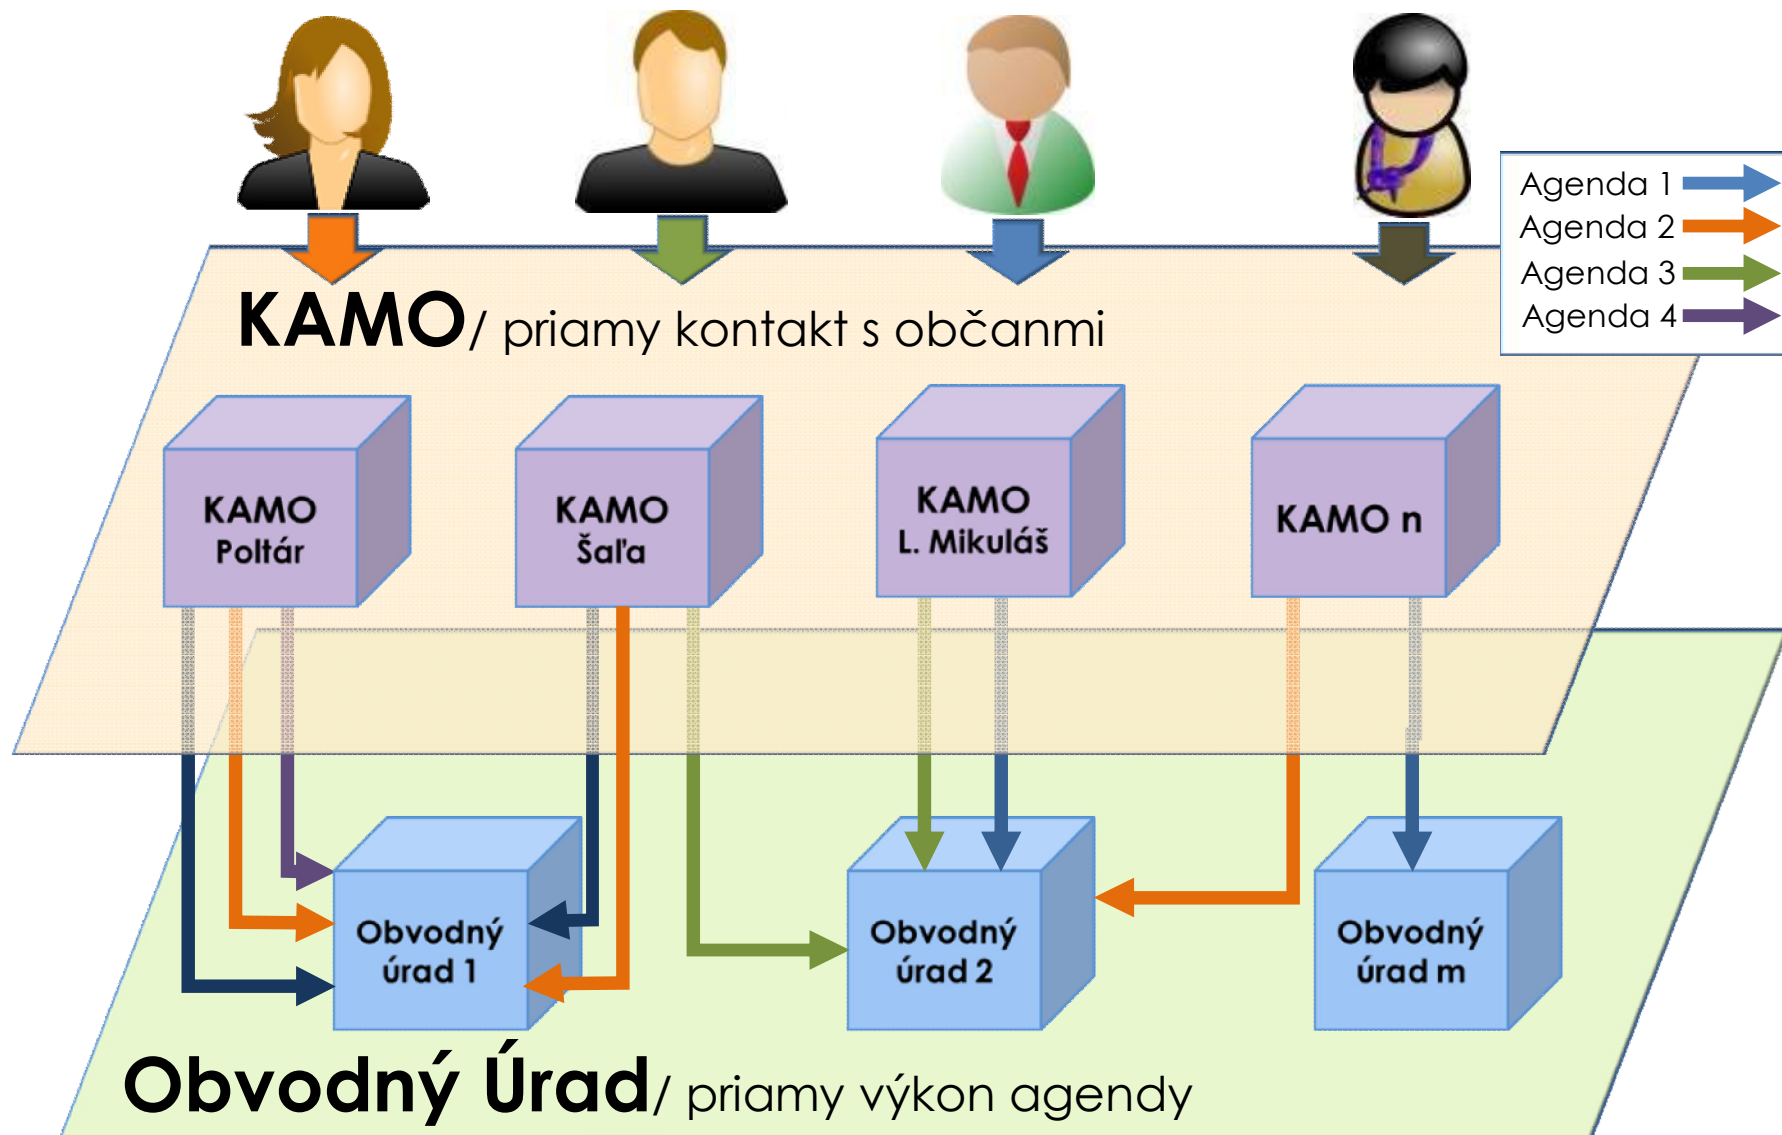 Agenda 1
Agenda 2
Agenda 3
Agenda 4
KAMO/ priamy kontakt s občanmi
KAMO
Poltár
KAMO
Šaľa
KAMO
L. Mikuláš
KAMO n
Obvodný
úrad 1
Obvodný
úrad 2
Obvodný
úrad m
Obvodný Úrad/ priamy výkon agendy